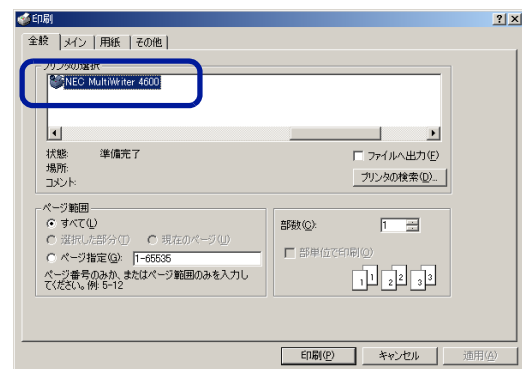 印刷
全般 メイン 用紙 その他
プリンタの選択
NEC MultiWriter 4600
状態: 準備完了
場所:
コメント:
ファイルへ出力(F)
プリンタの検索(D)...
ページ範囲
すべて(L)
選択した部分(T) 現在のページ(U)
ページ指定(G): 1-65535
ページ番号のみか、またはページ範囲のみを入力し
てください。例: 5-12
部数(C): 1
部単位で印刷(O)
1 1 2 2 3 3
印刷(P) キャンセル 適用(A)